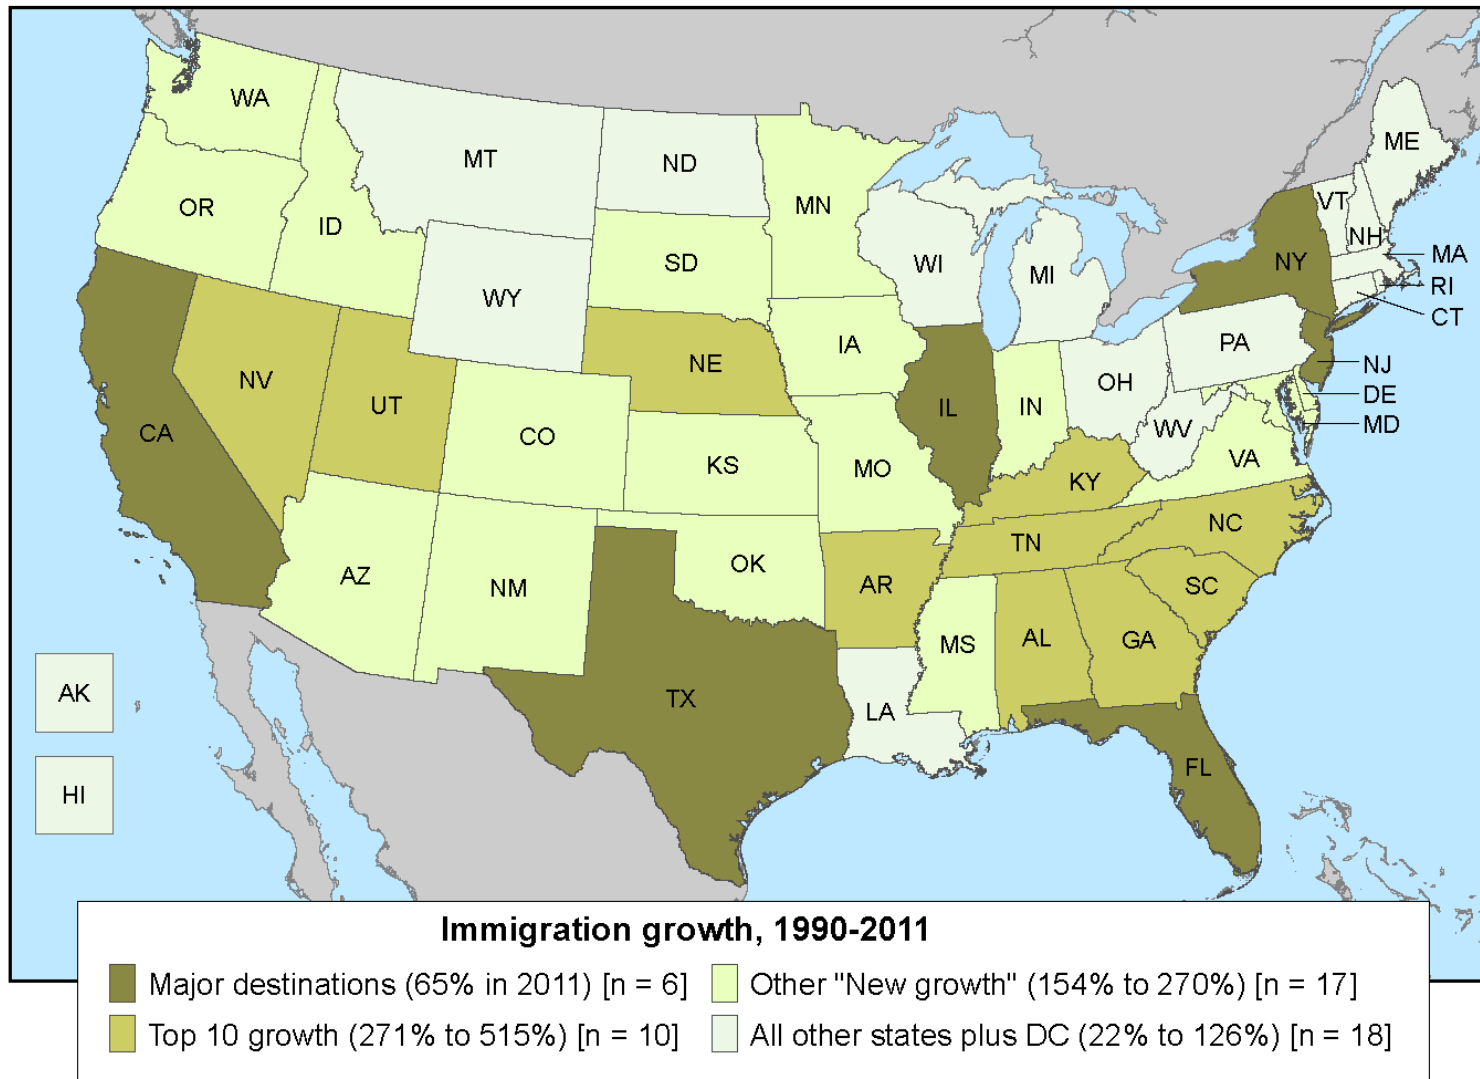 WA
MT
ND
ME
OR
ID
MN
VT
NH
SD
WI
MI
NY
MA
RI
CT
WY
IA
PA
NE
NJ
NV
UT
IL
IN
OH
DE
CA
CO
KS
MO
WV
VA
MD
KY
AZ
NM
OK
TN
NC
AR
SC
MS
AL
GA
AK
TX
LA
FL
HI
Immigration growth, 1990-2011
Major destinations (65% in 2011) [n = 6]
Other "New growth" (154% to 270%) [n = 17]
Top 10 growth (271% to 515%) [n = 10]
All other states plus DC (22% to 126%) [n = 18]